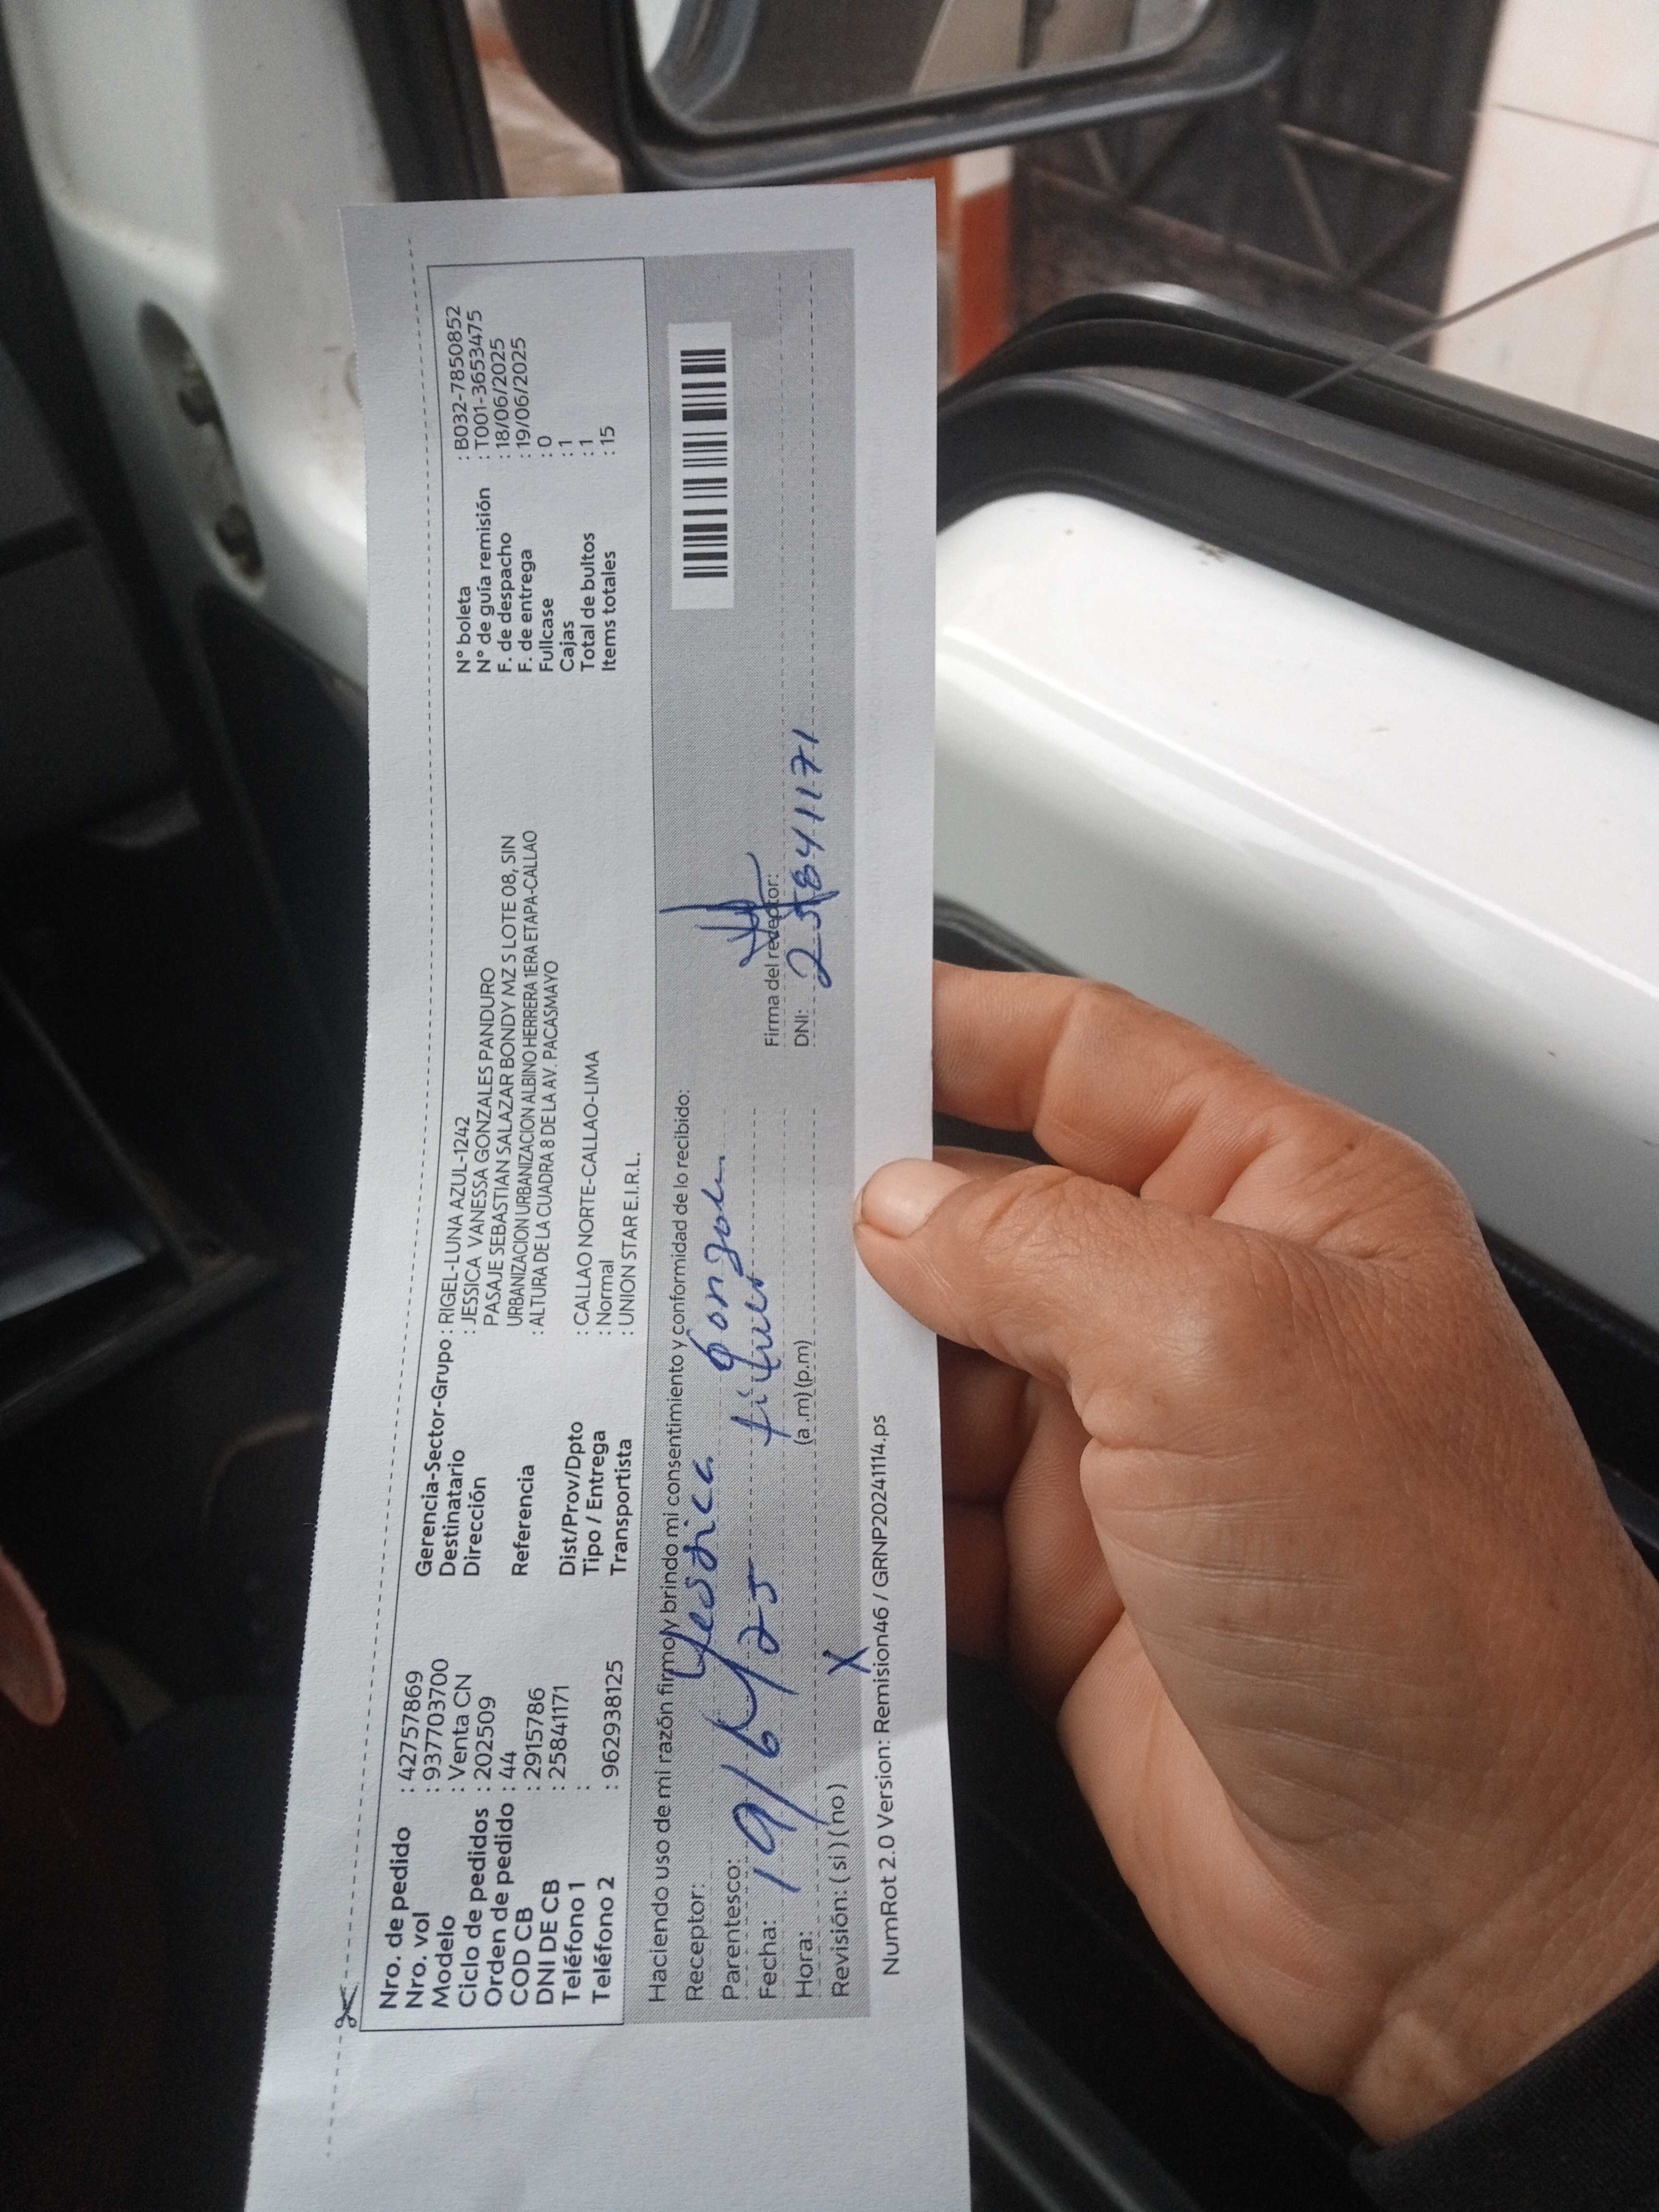 Nro. de pedido : 42757869
Nro. vol : 937703700
Modelo : Venta CN
Ciclo de pedidos : 202509
Orden de pedido : 44
COD CB : 2915786
DNI DE CB : 25841171
Teléfono 1 :
Teléfono 2 : 962938125
Gerencia-Sector-Grupo : RIGEL-LUNA AZUL-1242
Destinatario : JESSICA VANESSA GONZALES PANDURO
Dirección PASAJE SEBASTIAN SALAZAR BONDY MZ S LOTE 08, SIN
URBANIZACION URBANIZACION ALBINO HERRERA 1ERA ETAPA-CALLAO
Referencia : ALTURA DE LA CUADRA 8 DE LA AV. PACASMAYO
Dist/Prov/Dpto : CALLAO NORTE-CALLAO-LIMA
Tipo / Entrega : Normal
Transportista : UNION STAR E.I.R.L.
N° boleta : B032-7850852
N° de guía remisión : T001-3653475
F. de despacho : 18/06/2025
F. de entrega : 19/06/2025
Fullcase : 0
Cajas : 1
Total de bultos : 1
Items totales : 15
Haciendo uso de mi razón firmo y brindo mi consentimiento y conformidad de lo recibido:
Receptor: Yessica
Parentesco:
Fecha: 19/6/25
Hora: (a .m) (p.m)
Revisión: ( si ) ( no ) X
Firma del receptor:
DNI: 25841171
NumRot 2.0 Version: Remision46 / GRNP20241114.ps